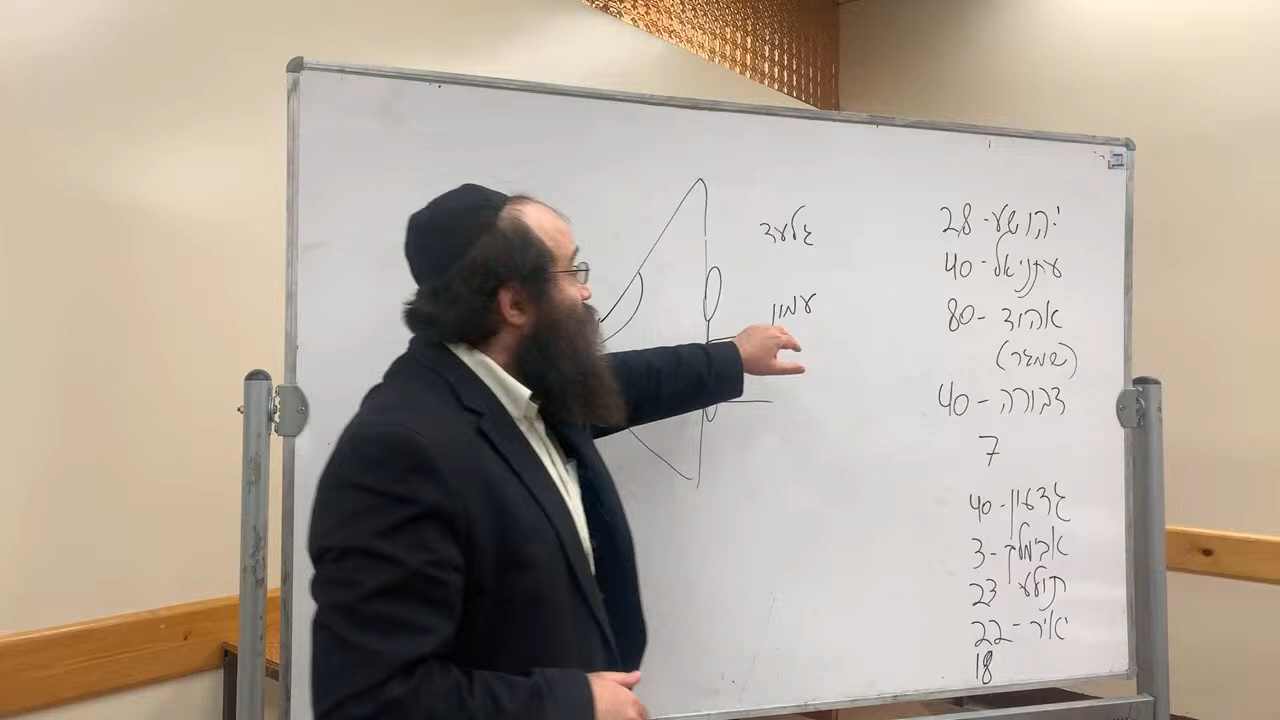 יהושע - 28
עתניאל - 40
אהוד - 80
(שמגר)
דבורה - 40
7
גדעון - 40
אבימלך - 3
תולע 23
יאיר - 22
18
גלעד
עמון